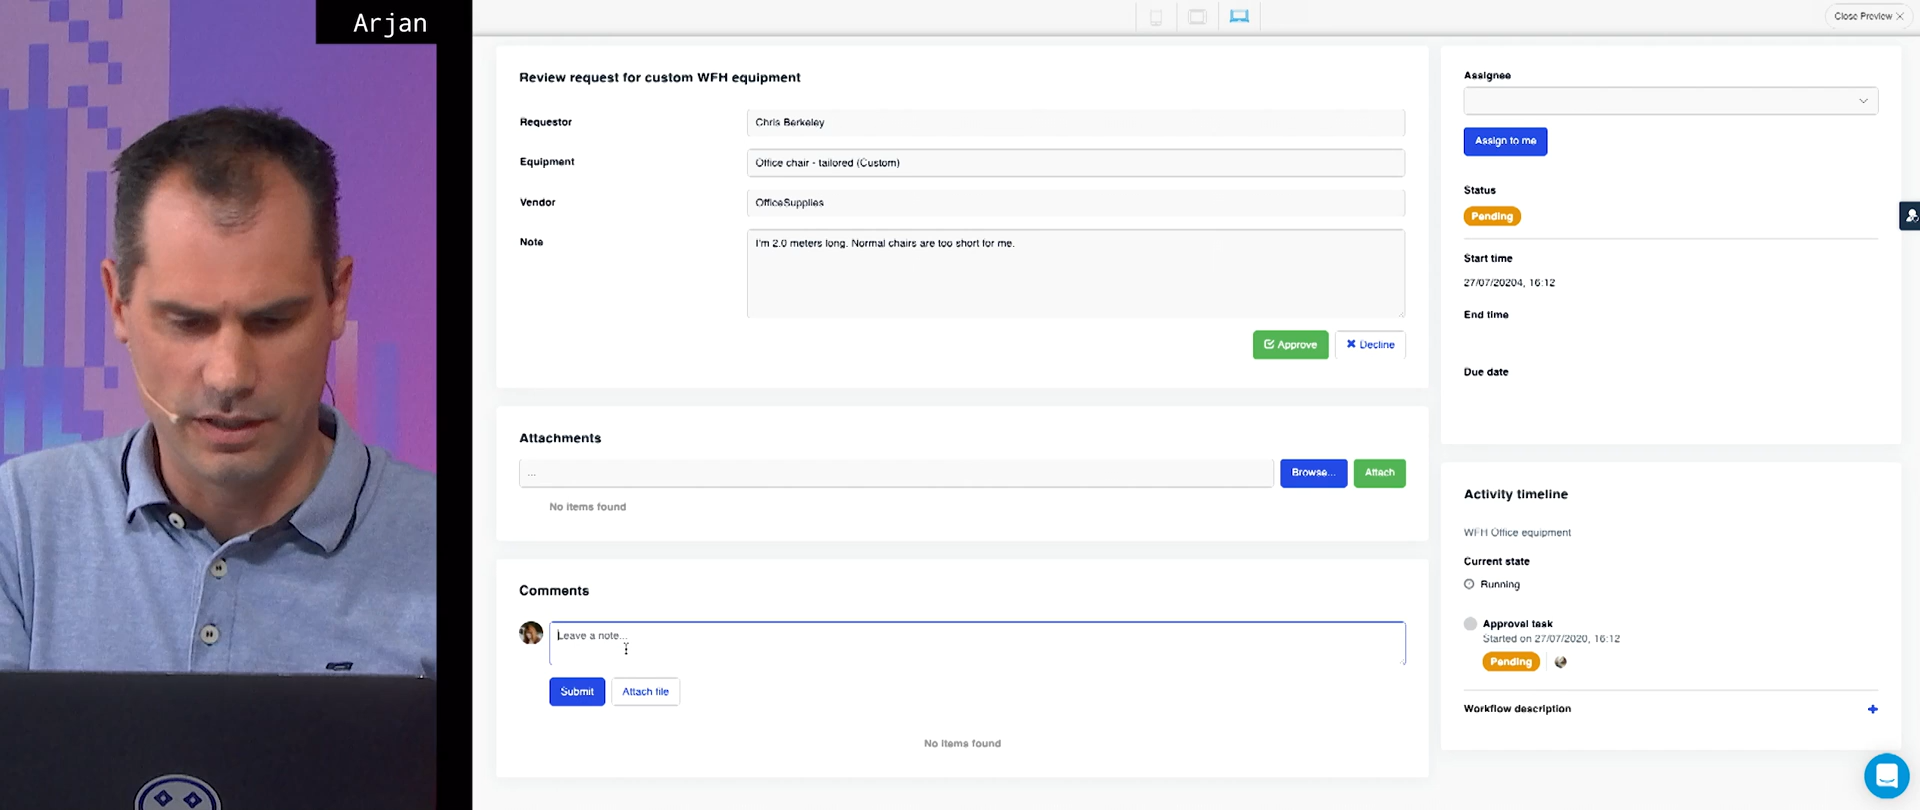 Arjan
Close Preview ×
Review request for custom WFH equipment
Requestor
Chris Berkeley
Equipment
Office chair - tailored (Custom)
Vendor
OfficeSupplies
Note
I'm 2.0 meters long. Normal chairs are too short for me.
Approve
Decline
Attachments
...
Browse...
Attach
No items found
Comments
Leave a note...
Submit
Attach file
No items found
Assignee
Assign to me
Status
Pending
Start time
27/07/20204, 16:12
End time
Due date
Activity timeline
WFH Office equipment
Current state
Running
Approval task
Started on 27/07/2020, 16:12
Pending
Workflow description
+